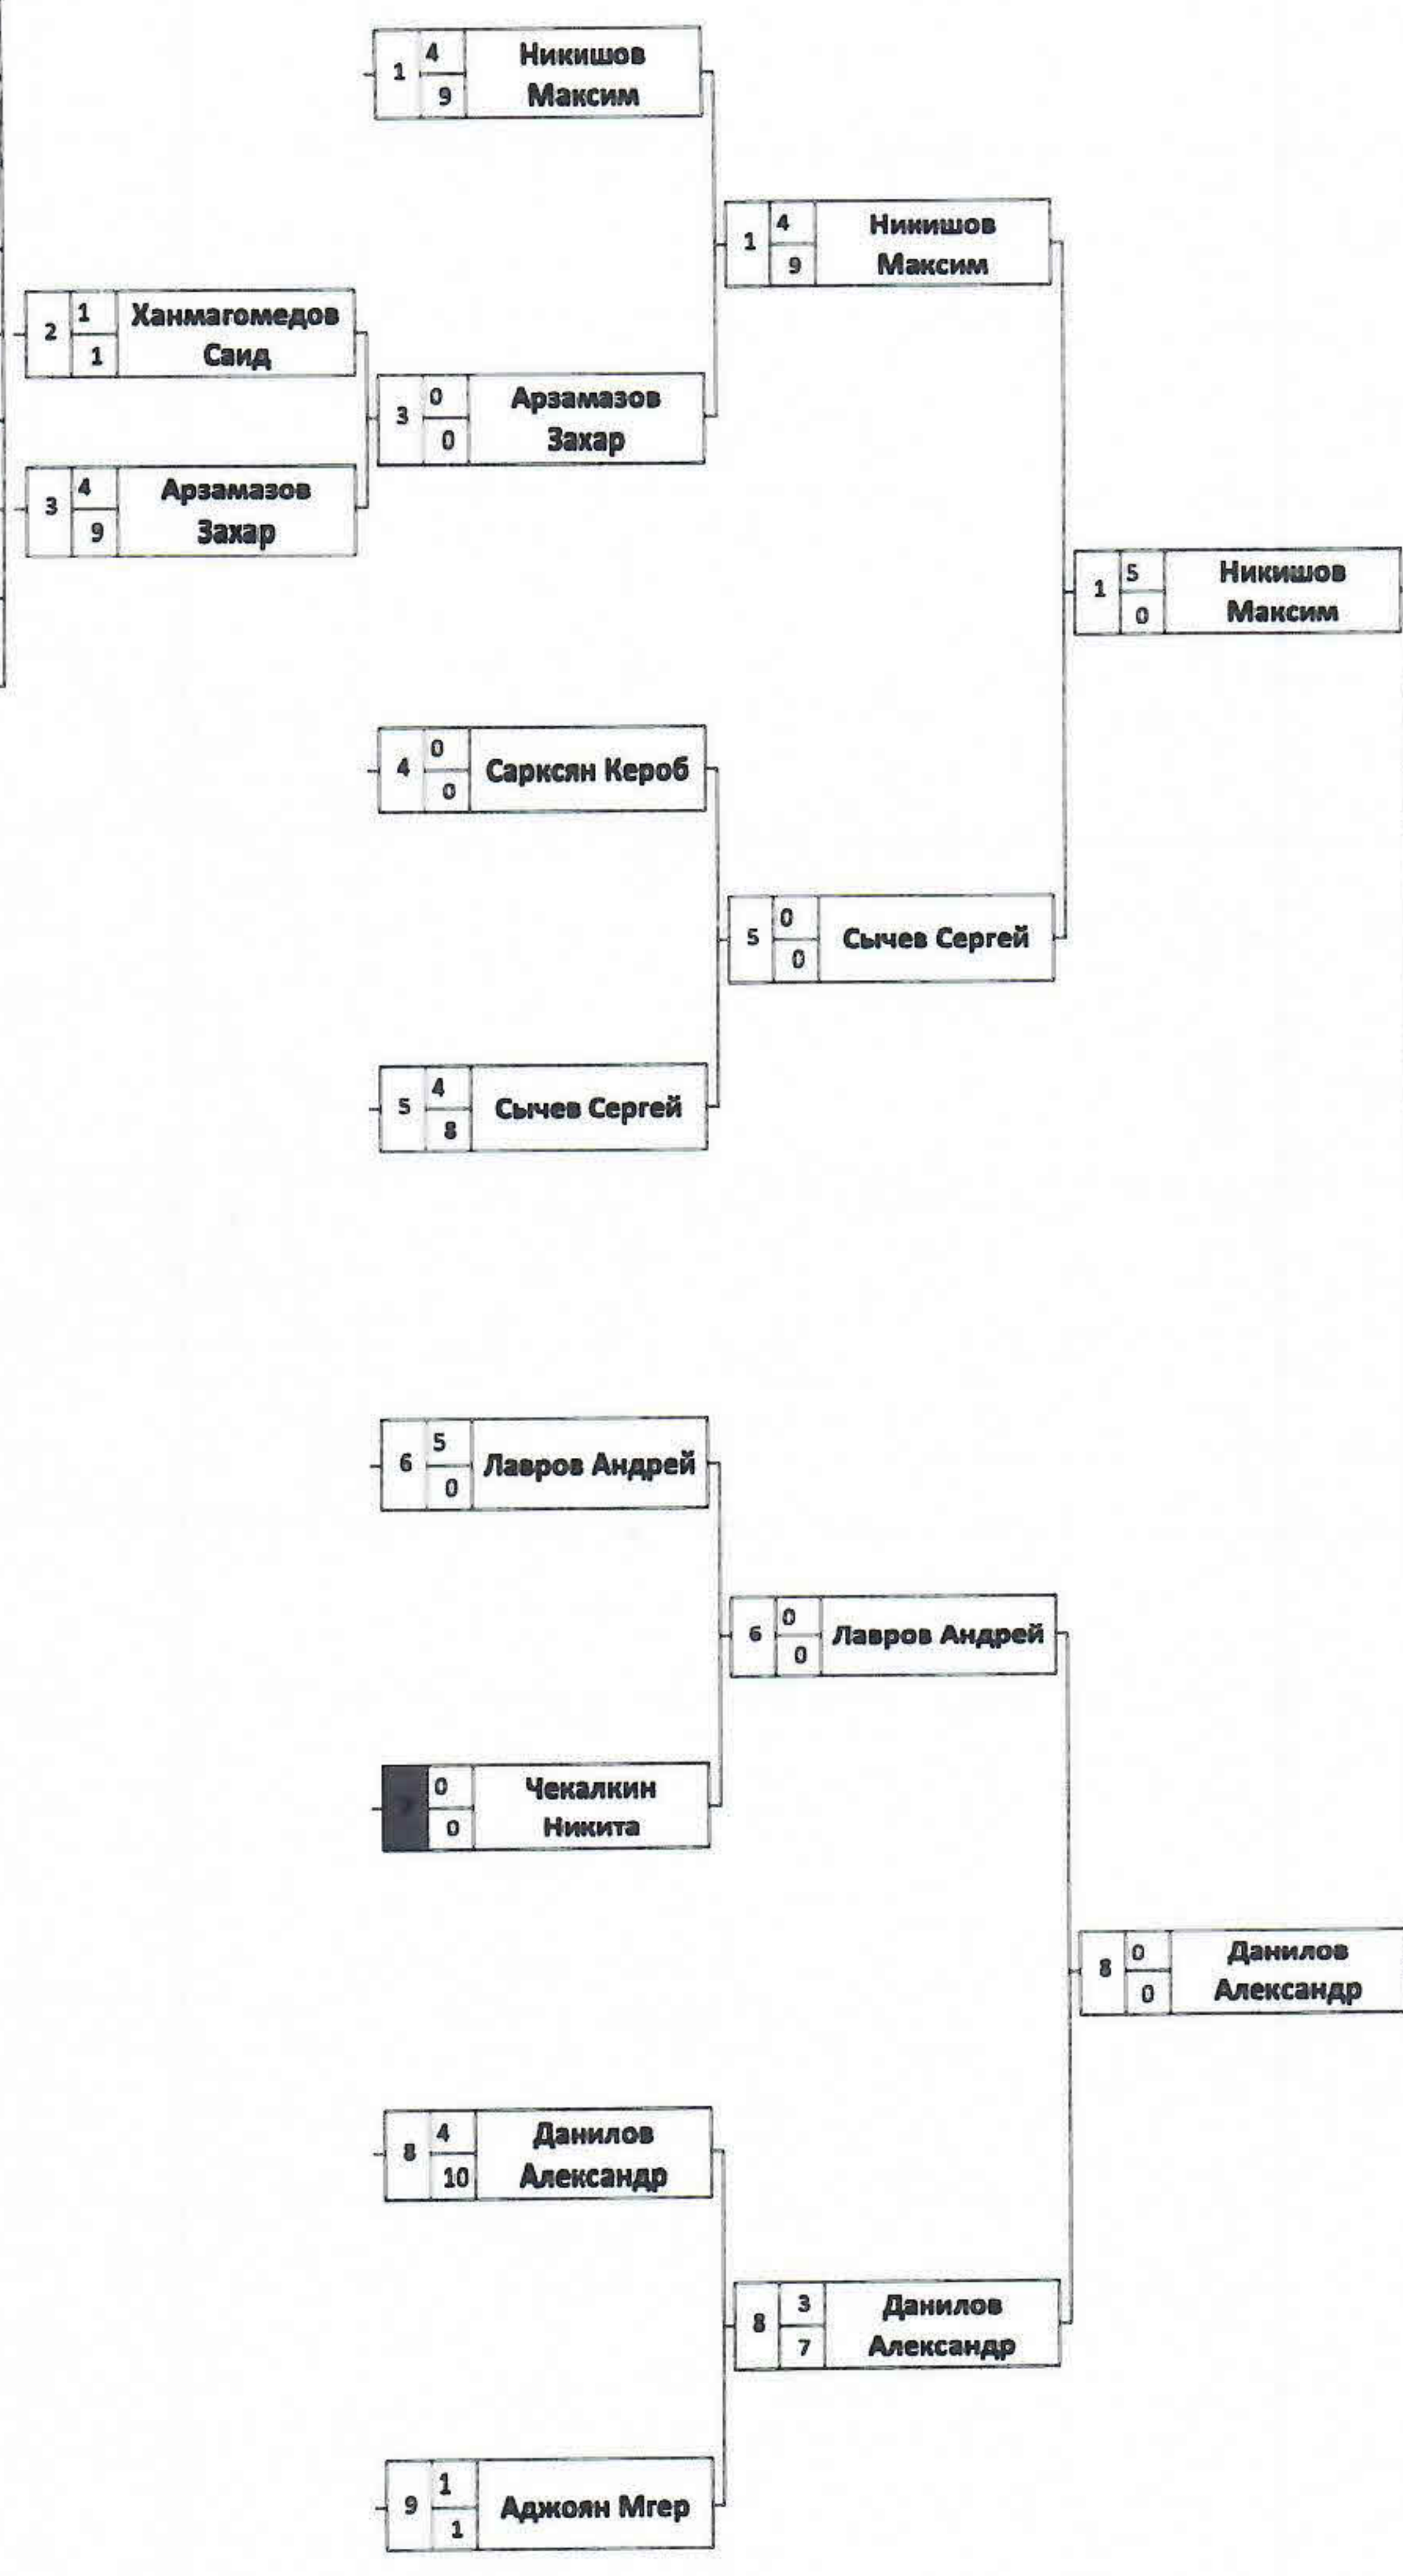 1 4 Никишов
9 Максим
1 4 Никишов
9 Максим
2 1 Ханмагомедов
1 Саид
3 0 Арзамазов
0 Захар
3 4 Арзамазов
9 Захар
1 5 Никишов
0 Максим
4 0 Сарксян Кероб
0
5 0 Сычев Сергей
0
5 4 Сычев Сергей
8
6 5 Лавров Андрей
0
6 0 Лавров Андрей
0
0 Чекалкин
0 Никита
8 0 Данилов
0 Александр
8 4 Данилов
10 Александр
8 3 Данилов
7 Александр
9 1 Аджоян Мгер
1